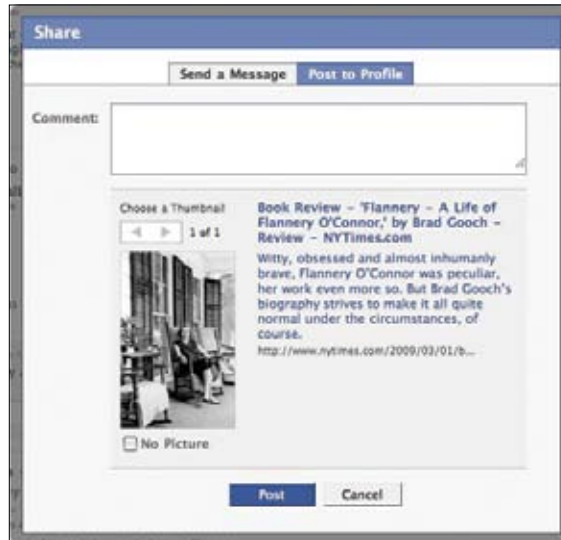 Share
Send a Message
Post to Profile
Comment:
Choose a Thumbnail
1 of 1
Book Review – 'Flannery – A Life of
Flannery O'Connor,' by Brad Gooch –
Review – NYTimes.com
Witty, obsessed and almost inhumanly
brave, Flannery O'Connor was peculiar,
her work even more so. But Brad Gooch's
biography strives to make it all quite
normal under the circumstances, of
course.
http://www.nytimes.com/2009/03/01/b...
No Picture
Post
Cancel